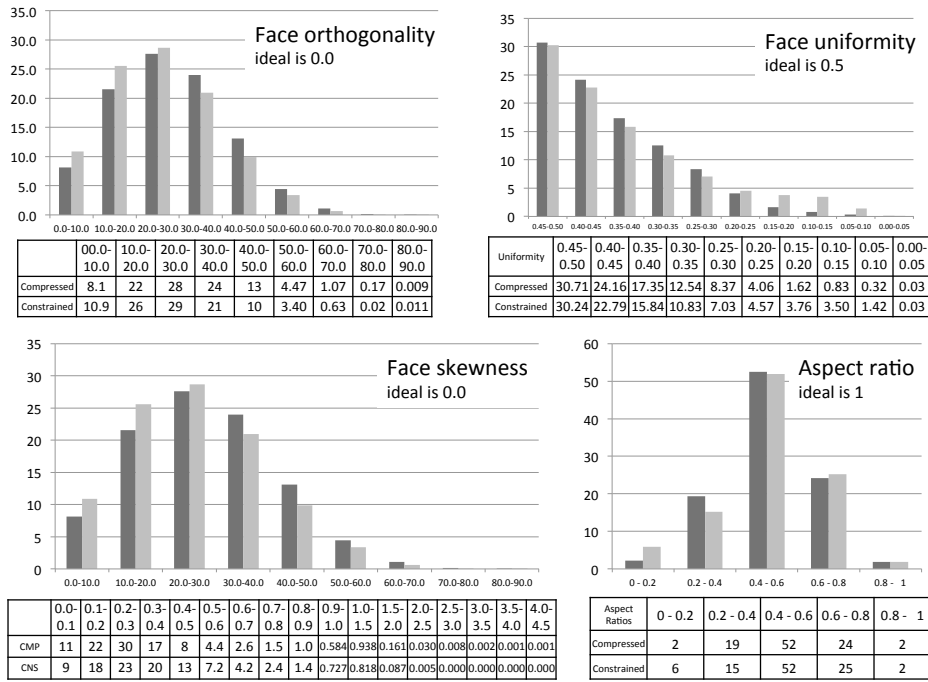 Face orthogonality
ideal is 0.0
35.0
30.0
25.0
20.0
15.0
10.0
5.0
0.0
0.0-10.0 10.0-20.0 20.0-30.0 30.0-40.0 40.0-50.0 50.0-60.0 60.0-70.0 70.0-80.0 80.0-90.0
00.0- 10.0- 20.0- 30.0- 40.0- 50.0- 60.0- 70.0- 80.0-
10.0 20.0 30.0 40.0 50.0 60.0 70.0 80.0 90.0
Compressed 8.1 22 28 24 13 4.47 1.07 0.17 0.009
Constrained 10.9 26 29 21 10 3.40 0.63 0.02 0.011
Face uniformity
ideal is 0.5
35
30
25
20
15
10
5
0
0.45-0.50 0.40-0.45 0.35-0.40 0.30-0.35 0.25-0.30 0.20-0.25 0.15-0.20 0.10-0.15 0.05-0.10 0.00-0.05
Uniformity 0.45- 0.40- 0.35- 0.30- 0.25- 0.20- 0.15- 0.10- 0.05- 0.00-
0.50 0.45 0.40 0.35 0.30 0.25 0.20 0.15 0.10 0.05
Compressed 30.71 24.16 17.35 12.54 8.37 4.06 1.62 0.83 0.32 0.03
Constrained 30.24 22.79 15.84 10.83 7.03 4.57 3.76 3.50 1.42 0.03
Face skewness
ideal is 0.0
35
30
25
20
15
10
5
0
0.0-10.0 10.0-20.0 20.0-30.0 30.0-40.0 40.0-50.0 50.0-60.0 60.0-70.0 70.0-80.0 80.0-90.0
0.0- 0.1- 0.2- 0.3- 0.4- 0.5- 0.6- 0.7- 0.8- 0.9- 1.0- 1.5- 2.0- 2.5- 3.0- 3.5- 4.0-
0.1 0.2 0.3 0.4 0.5 0.6 0.7 0.8 0.9 1.0 1.5 2.0 2.5 3.0 3.5 4.0 4.5
CMP 11 22 30 17 8 4.4 2.6 1.5 1.0 0.584 0.938 0.161 0.030 0.008 0.002 0.001 0.001
CNS 9 18 23 20 13 7.2 4.2 2.4 1.4 0.727 0.818 0.087 0.005 0.000 0.000 0.000 0.000
Aspect ratio
ideal is 1
60
50
40
30
20
10
0
0 - 0.2 0.2 - 0.4 0.4 - 0.6 0.6 - 0.8 0.8 - 1
Aspect
Ratios 0 - 0.2 0.2 - 0.4 0.4 - 0.6 0.6 - 0.8 0.8 - 1
Compressed 2 19 52 24 2
Constrained 6 15 52 25 2